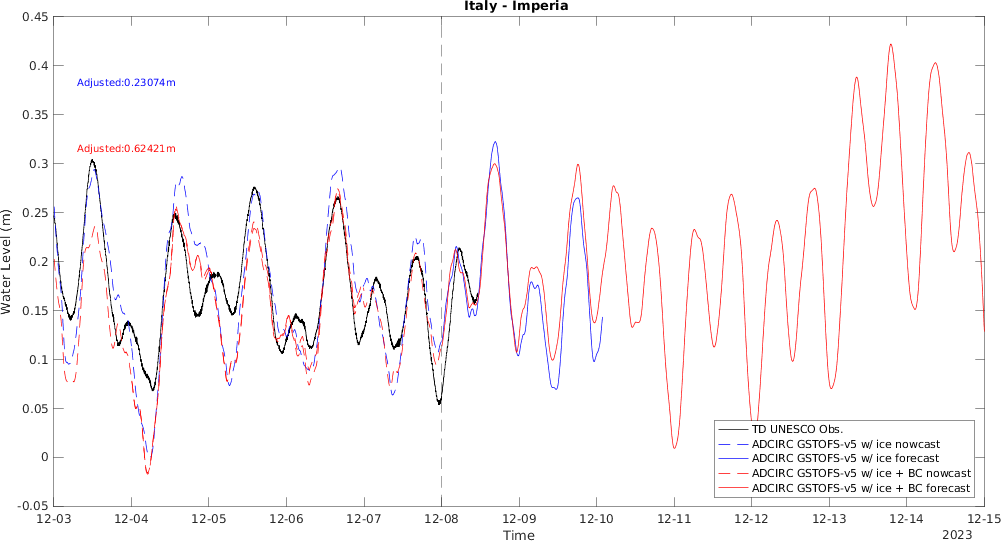 Italy - Imperia
0.45
0.4
0.35
0.3
0.25
0.2
0.15
0.1
0.05
0
-0.05
Water Level (m)
Adjusted:0.23074m
Adjusted:0.62421m
TD UNESCO Obs.
ADCIRC GSTOFS-v5 w/ ice nowcast
ADCIRC GSTOFS-v5 w/ ice forecast
ADCIRC GSTOFS-v5 w/ ice + BC nowcast
ADCIRC GSTOFS-v5 w/ ice + BC forecast
12-03 12-04 12-05 12-06 12-07 12-08 12-09 12-10 12-11 12-12 12-13 12-14 12-15
Time
2023